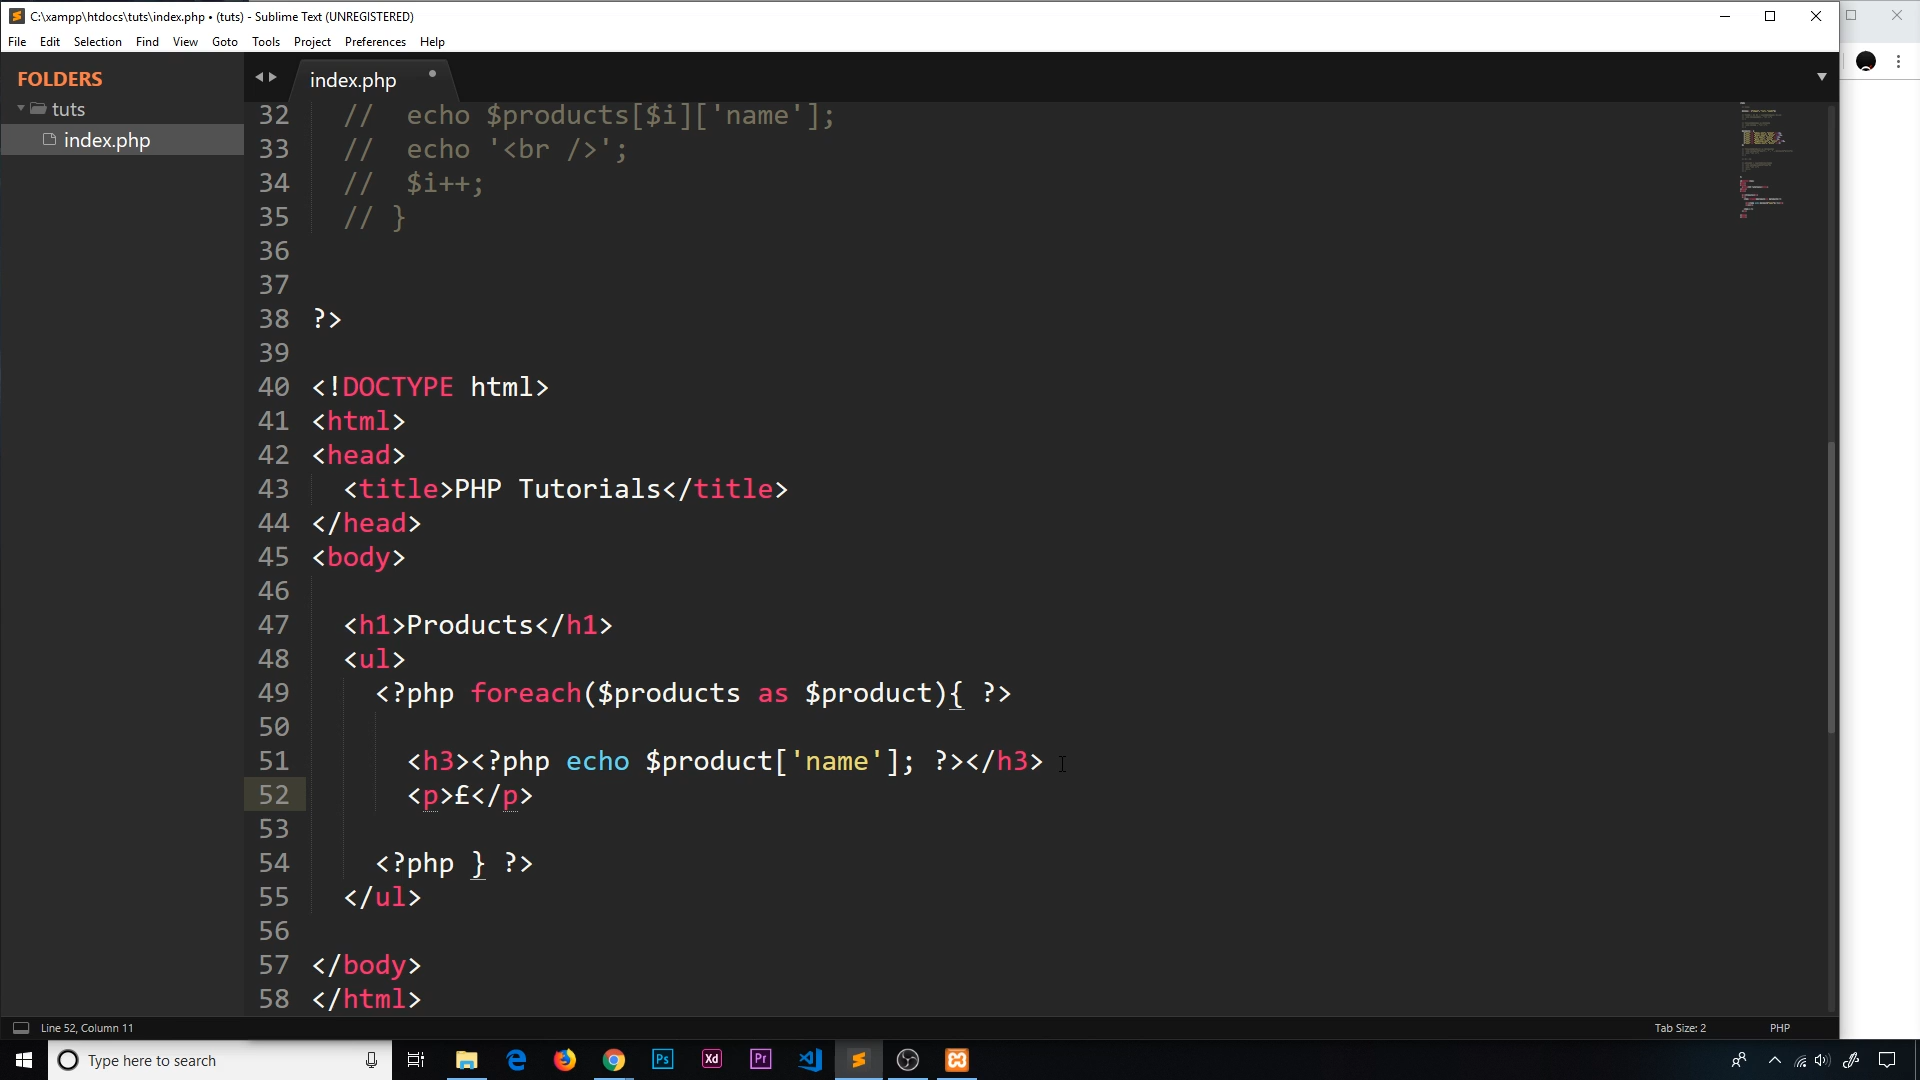 C:\xampp\htdocs\tuts\index.php • (tuts) - Sublime Text (UNREGISTERED)
File Edit Selection Find View Goto Tools Project Preferences Help
FOLDERS
tuts
index.php
index.php
32 // echo $products[$i]['name'];
33 // echo '<br />';
34 // $i++;
35 // }
36
37
38 ?>
39
40 <!DOCTYPE html>
41 <html>
42 <head>
43 <title>PHP Tutorials</title>
44 </head>
45 <body>
46
47 <h1>Products</h1>
48 <ul>
49 <?php foreach($products as $product){ ?>
50
51 <h3><?php echo $product['name']; ?></h3>
52 <p>£</p>
53
54 <?php } ?>
55 </ul>
56
57 </body>
58 </html>
Line 52, Column 11
Tab Size: 2
PHP
Type here to search
Ps
Xd
Pr